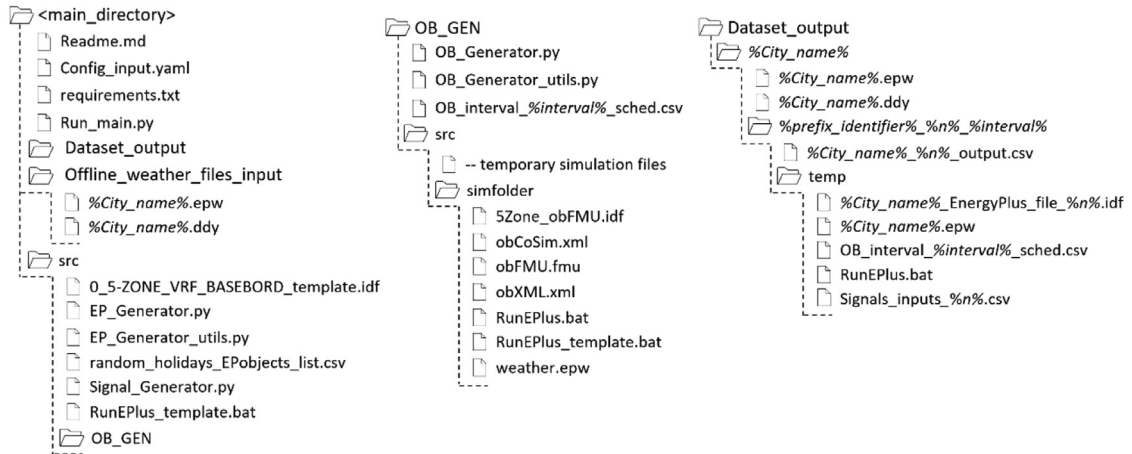 <main_directory>
Readme.md
Config_input.yaml
requirements.txt
Run_main.py
Dataset_output
Offline_weather_files_input
%City_name%.epw
%City_name%.ddy
src
0_5-ZONE_VRF_BASEBORD_template.idf
EP_Generator.py
EP_Generator_utils.py
random_holidays_EPobjects_list.csv
Signal_Generator.py
RunEPlus_template.bat
OB_GEN
OB_GEN
OB_Generator.py
OB_Generator_utils.py
OB_interval_%interval%_sched.csv
src
-- temporary simulation files
simfolder
5Zone_obFMU.idf
obCoSim.xml
obFMU.fmu
obXML.xml
RunEPlus.bat
RunEPlus_template.bat
weather.epw
Dataset_output
%City_name%
%City_name%.epw
%City_name%.ddy
%prefix_identifier%_%n%_%interval%
%City_name%_%n%_output.csv
temp
%City_name%_EnergyPlus_file_%n%.idf
%City_name%.epw
OB_interval_%interval%_sched.csv
RunEPlus.bat
Signals_inputs_%n%.csv